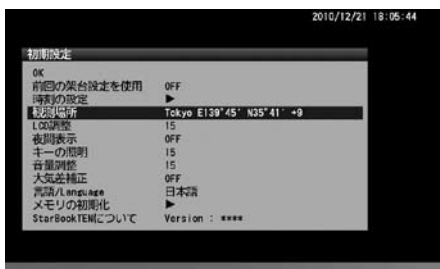 2010/12/21 18:05:44
初期設定
OK
前回の架台設定を使用 OFF
時刻の設定 ▶
観測場所 Tokyo E139°45' N35°41' +9
LCD調整 15
夜間表示 OFF
キーの照明 15
音量調整 15
大気差補正 OFF
言語/Language 日本語
メモリの初期化 ▶
StarBookTENについて Version : ****